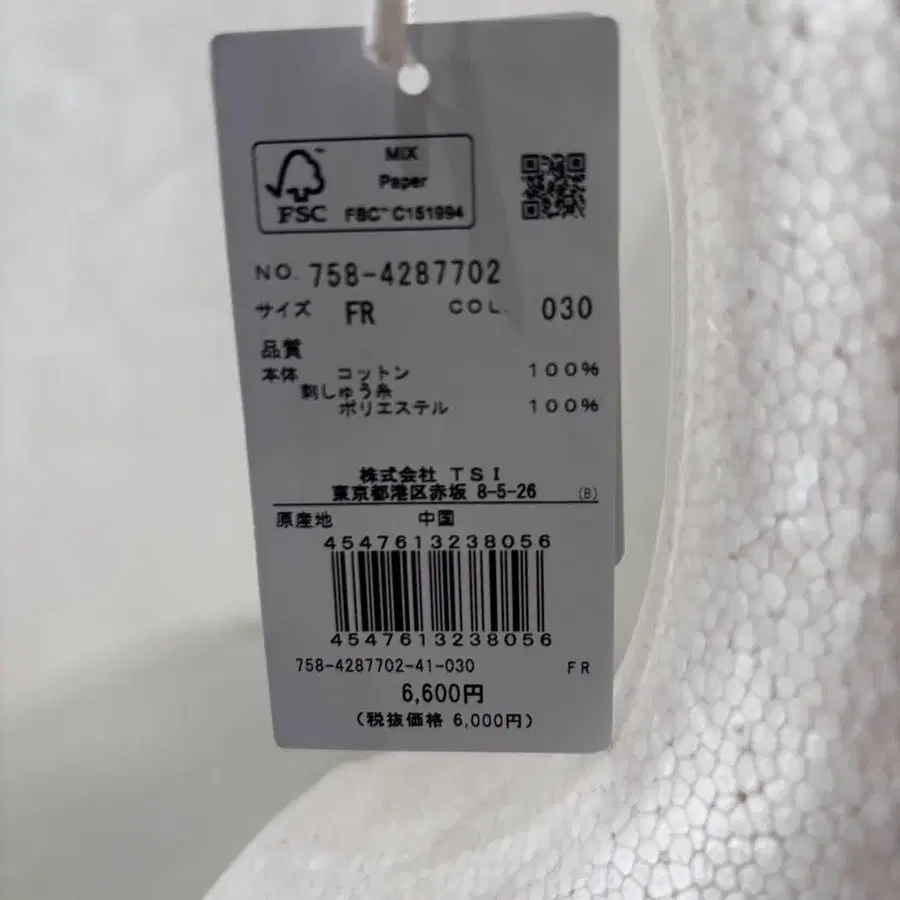 MIX
Paper
FSC
FSC™ C151994
NO. 758-4287702
サイズ FR COL. 030
品質
本体 コットン 100%
刺しゅう糸
ポリエステル 100%
株式会社 TSI
東京都港区赤坂 8-5-26 (B)
原産地 中国
4547613238056
4547613238056
758-4287702-41-030 FR
6,600円
(税抜価格 6,000円)